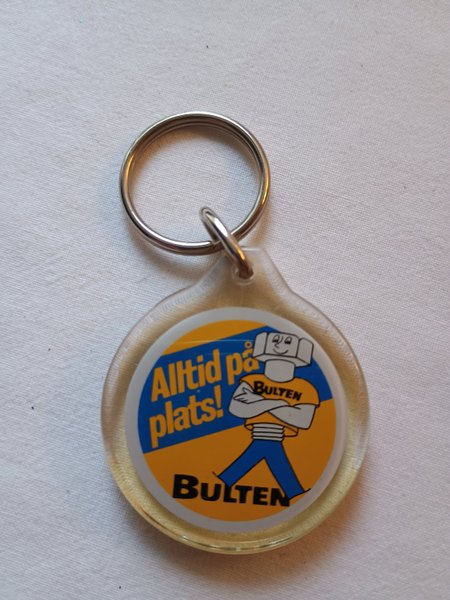 Alltid på
plats!
BULTEN
BULTEN